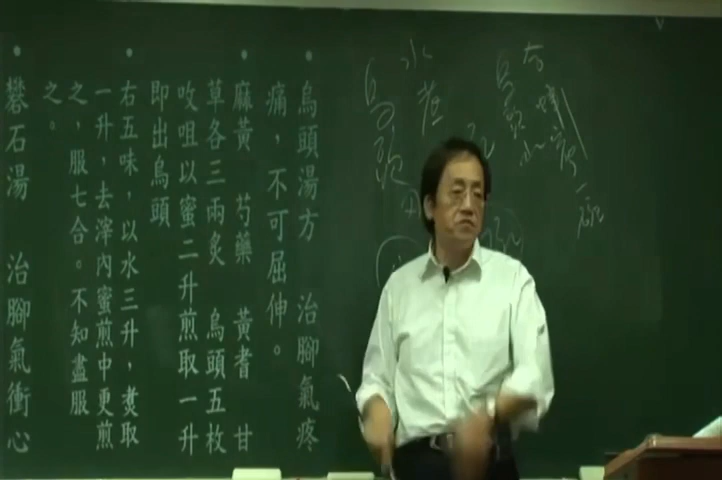 • 烏頭湯方 治腳氣疼
痛，不可屈伸。
• 麻黃 芍藥 黃耆 甘
草各三兩炙 烏頭五枚
㕮咀以蜜二升煎取一升
即出烏頭
• 右五味，以水三升，煑取
一升，去滓內蜜煎中更煎
之，服七合。不知盡服
之。
• 礬石湯 治腳氣衝心